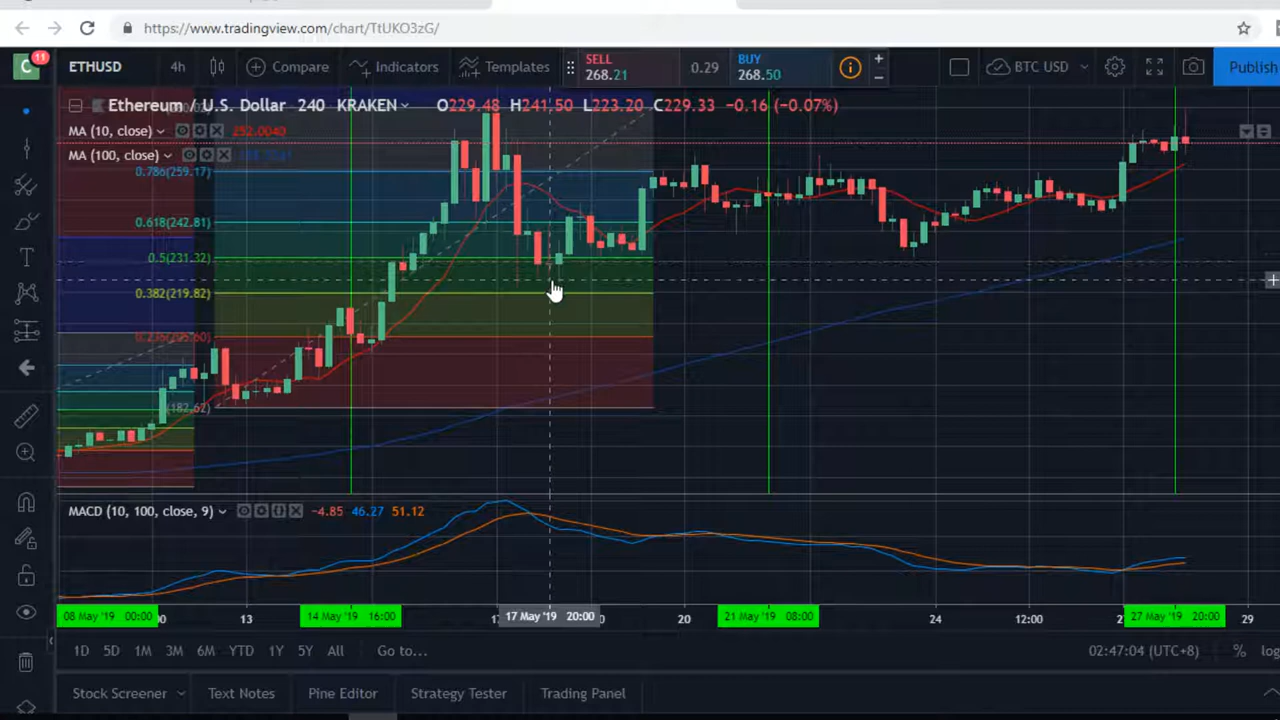 https://www.tradingview.com/chart/TtUKO3zG/
C 11 ETHUSD 4h Compare Indicators Templates SELL 268.21 0.29 BUY 268.50 + − BTC USD Publish
Ethereum / U.S. Dollar 240 KRAKEN O229.48 H241.50 L223.20 C229.33 −0.16 (−0.07%)
MA (10, close) 252.0040
MA (100, close)
0.786(259.17)
0.618(242.81)
0.5(231.32)
0.382(219.82)
(182.62)
MACD (10, 100, close, 9) −4.85 46.27 51.12
08 May '19 00:00 13 14 May '19 16:00 17 May '19 20:00 20 21 May '19 08:00 24 12:00 27 May '19 20:00 29
1D 5D 1M 3M 6M YTD 1Y 5Y All Go to... 02:47:04 (UTC+8) % log
Stock Screener Text Notes Pine Editor Strategy Tester Trading Panel